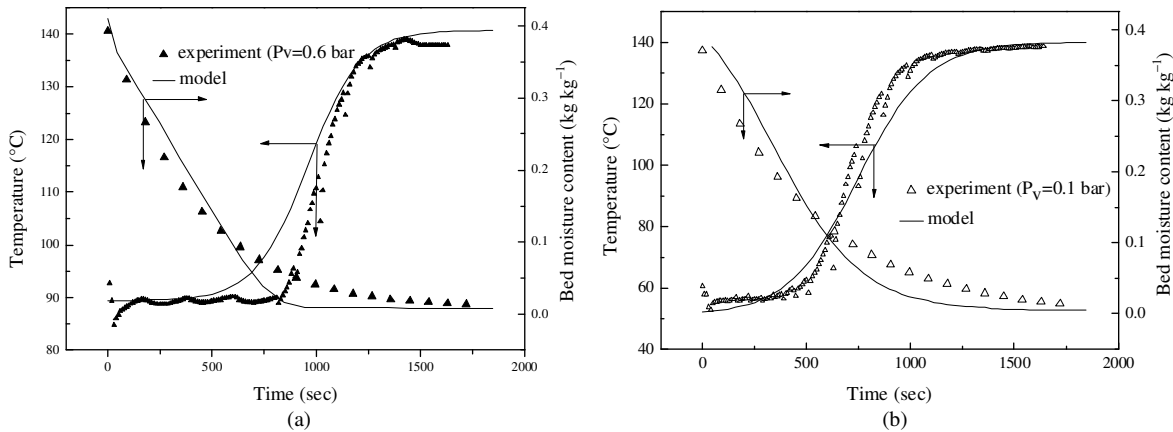 140
130
120
110
100
90
80
Temperature (°C)
0
500
1000
1500
2000
Time (sec)
0.4
0.3
0.2
0.1
0.0
Bed moisture content (kg kg⁻¹)
experiment (Pv=0.6 bar
model
(a)
140
120
100
80
60
40
Temperature (°C)
0
500
1000
1500
2000
Time (sec)
0.4
0.3
0.2
0.1
0.0
Bed moisture content (kg kg⁻¹)
experiment (P_V=0.1 bar)
model
(b)